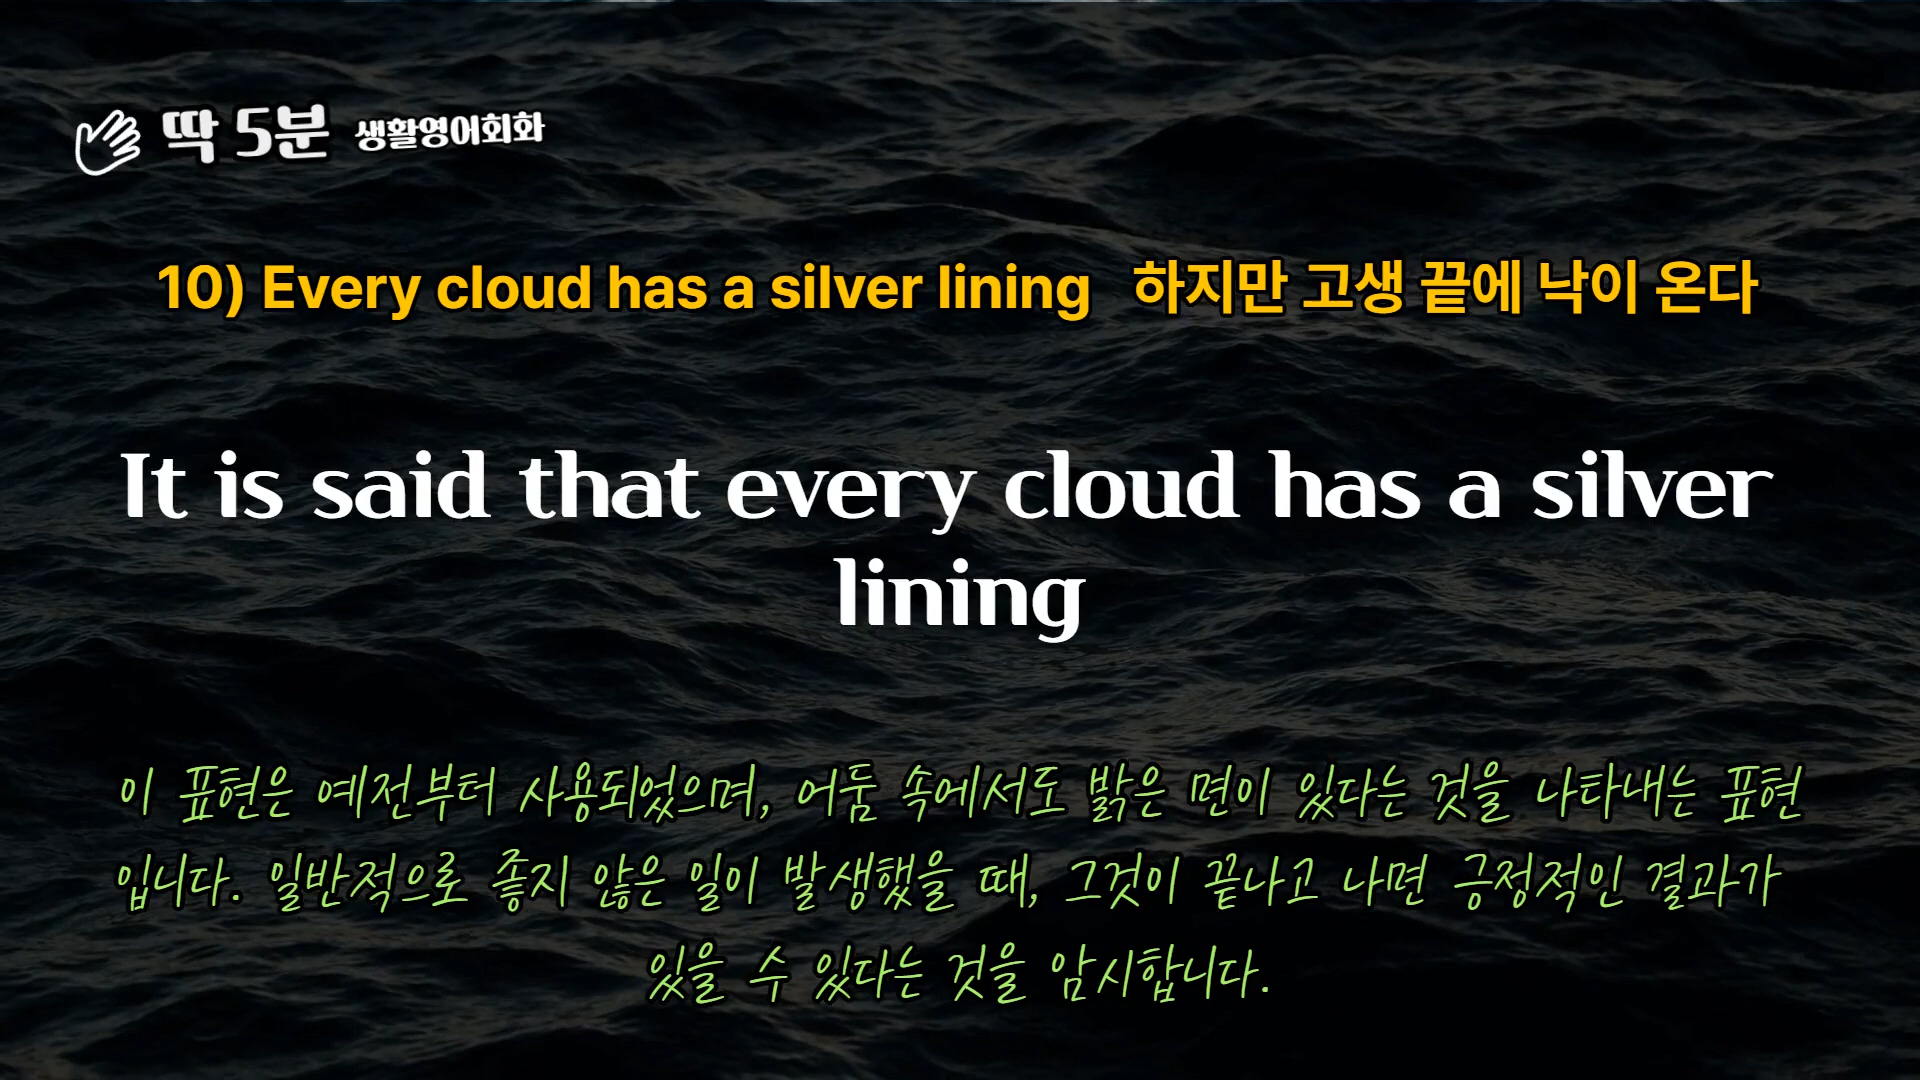 딱 5분 생활영어회화
10) Every cloud has a silver lining 하지만 고생 끝에 낙이 온다
It is said that every cloud has a silver
lining
이 표현은 예전부터 사용되었으며, 어둠 속에서도 밝은 면이 있다는 것을 나타내는 표현
입니다. 일반적으로 좋지 않은 일이 발생했을 때, 그것이 끝나고 나면 긍정적인 결과가
있을 수 있다는 것을 암시합니다.